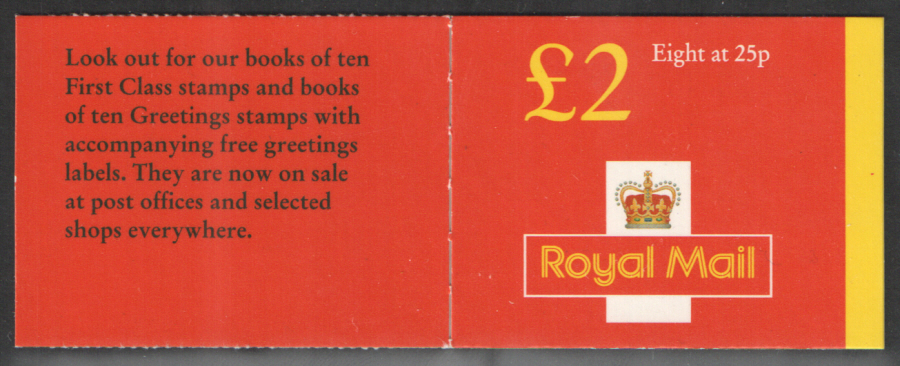 Look out for our books of ten
First Class stamps and books
of ten Greetings stamps with
accompanying free greetings
labels. They are now on sale
at post offices and selected
shops everywhere.
£2
Eight at 25p
Royal Mail